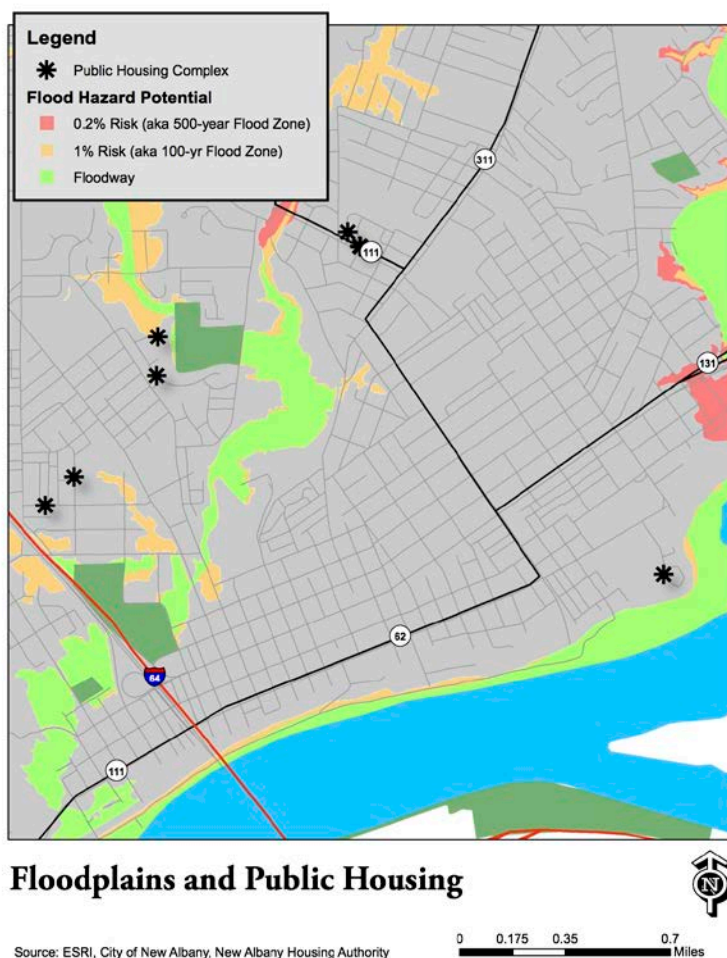 Legend
Public Housing Complex
Flood Hazard Potential
0.2% Risk (aka 500-year Flood Zone)
1% Risk (aka 100-yr Flood Zone)
Floodway
311
111
131
62
64
111
Floodplains and Public Housing
N
Source: ESRI, City of New Albany, New Albany Housing Authority
0 0.175 0.35 0.7
Miles